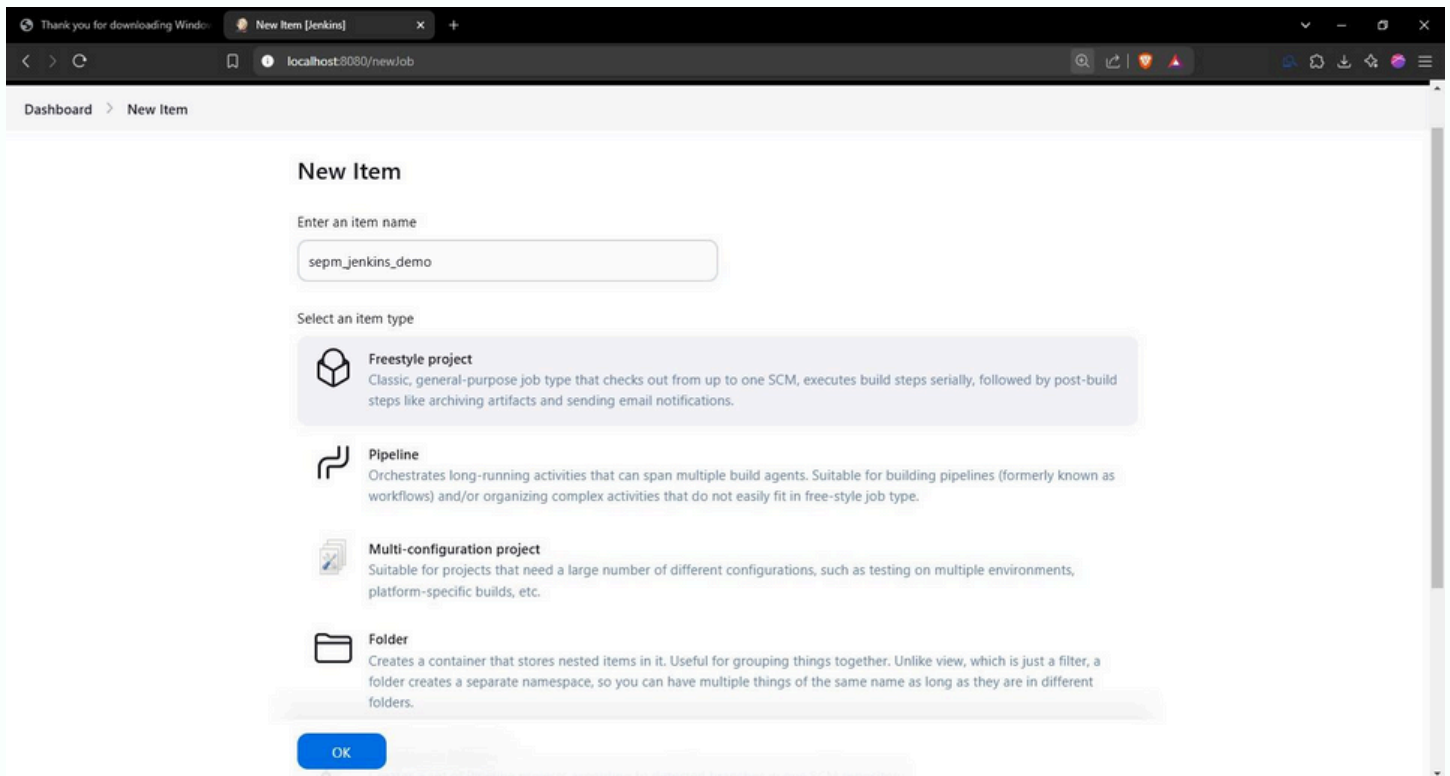 Thank you for downloading Windo
New Item [Jenkins]
localhost:8080/newJob
Dashboard > New Item
New Item
Enter an item name
sepm_jenkins_demo
Select an item type
Freestyle project
Classic, general-purpose job type that checks out from up to one SCM, executes build steps serially, followed by post-build
steps like archiving artifacts and sending email notifications.
Pipeline
Orchestrates long-running activities that can span multiple build agents. Suitable for building pipelines (formerly known as
workflows) and/or organizing complex activities that do not easily fit in free-style job type.
Multi-configuration project
Suitable for projects that need a large number of different configurations, such as testing on multiple environments,
platform-specific builds, etc.
Folder
Creates a container that stores nested items in it. Useful for grouping things together. Unlike view, which is just a filter, a
folder creates a separate namespace, so you can have multiple things of the same name as long as they are in different
folders.
OK